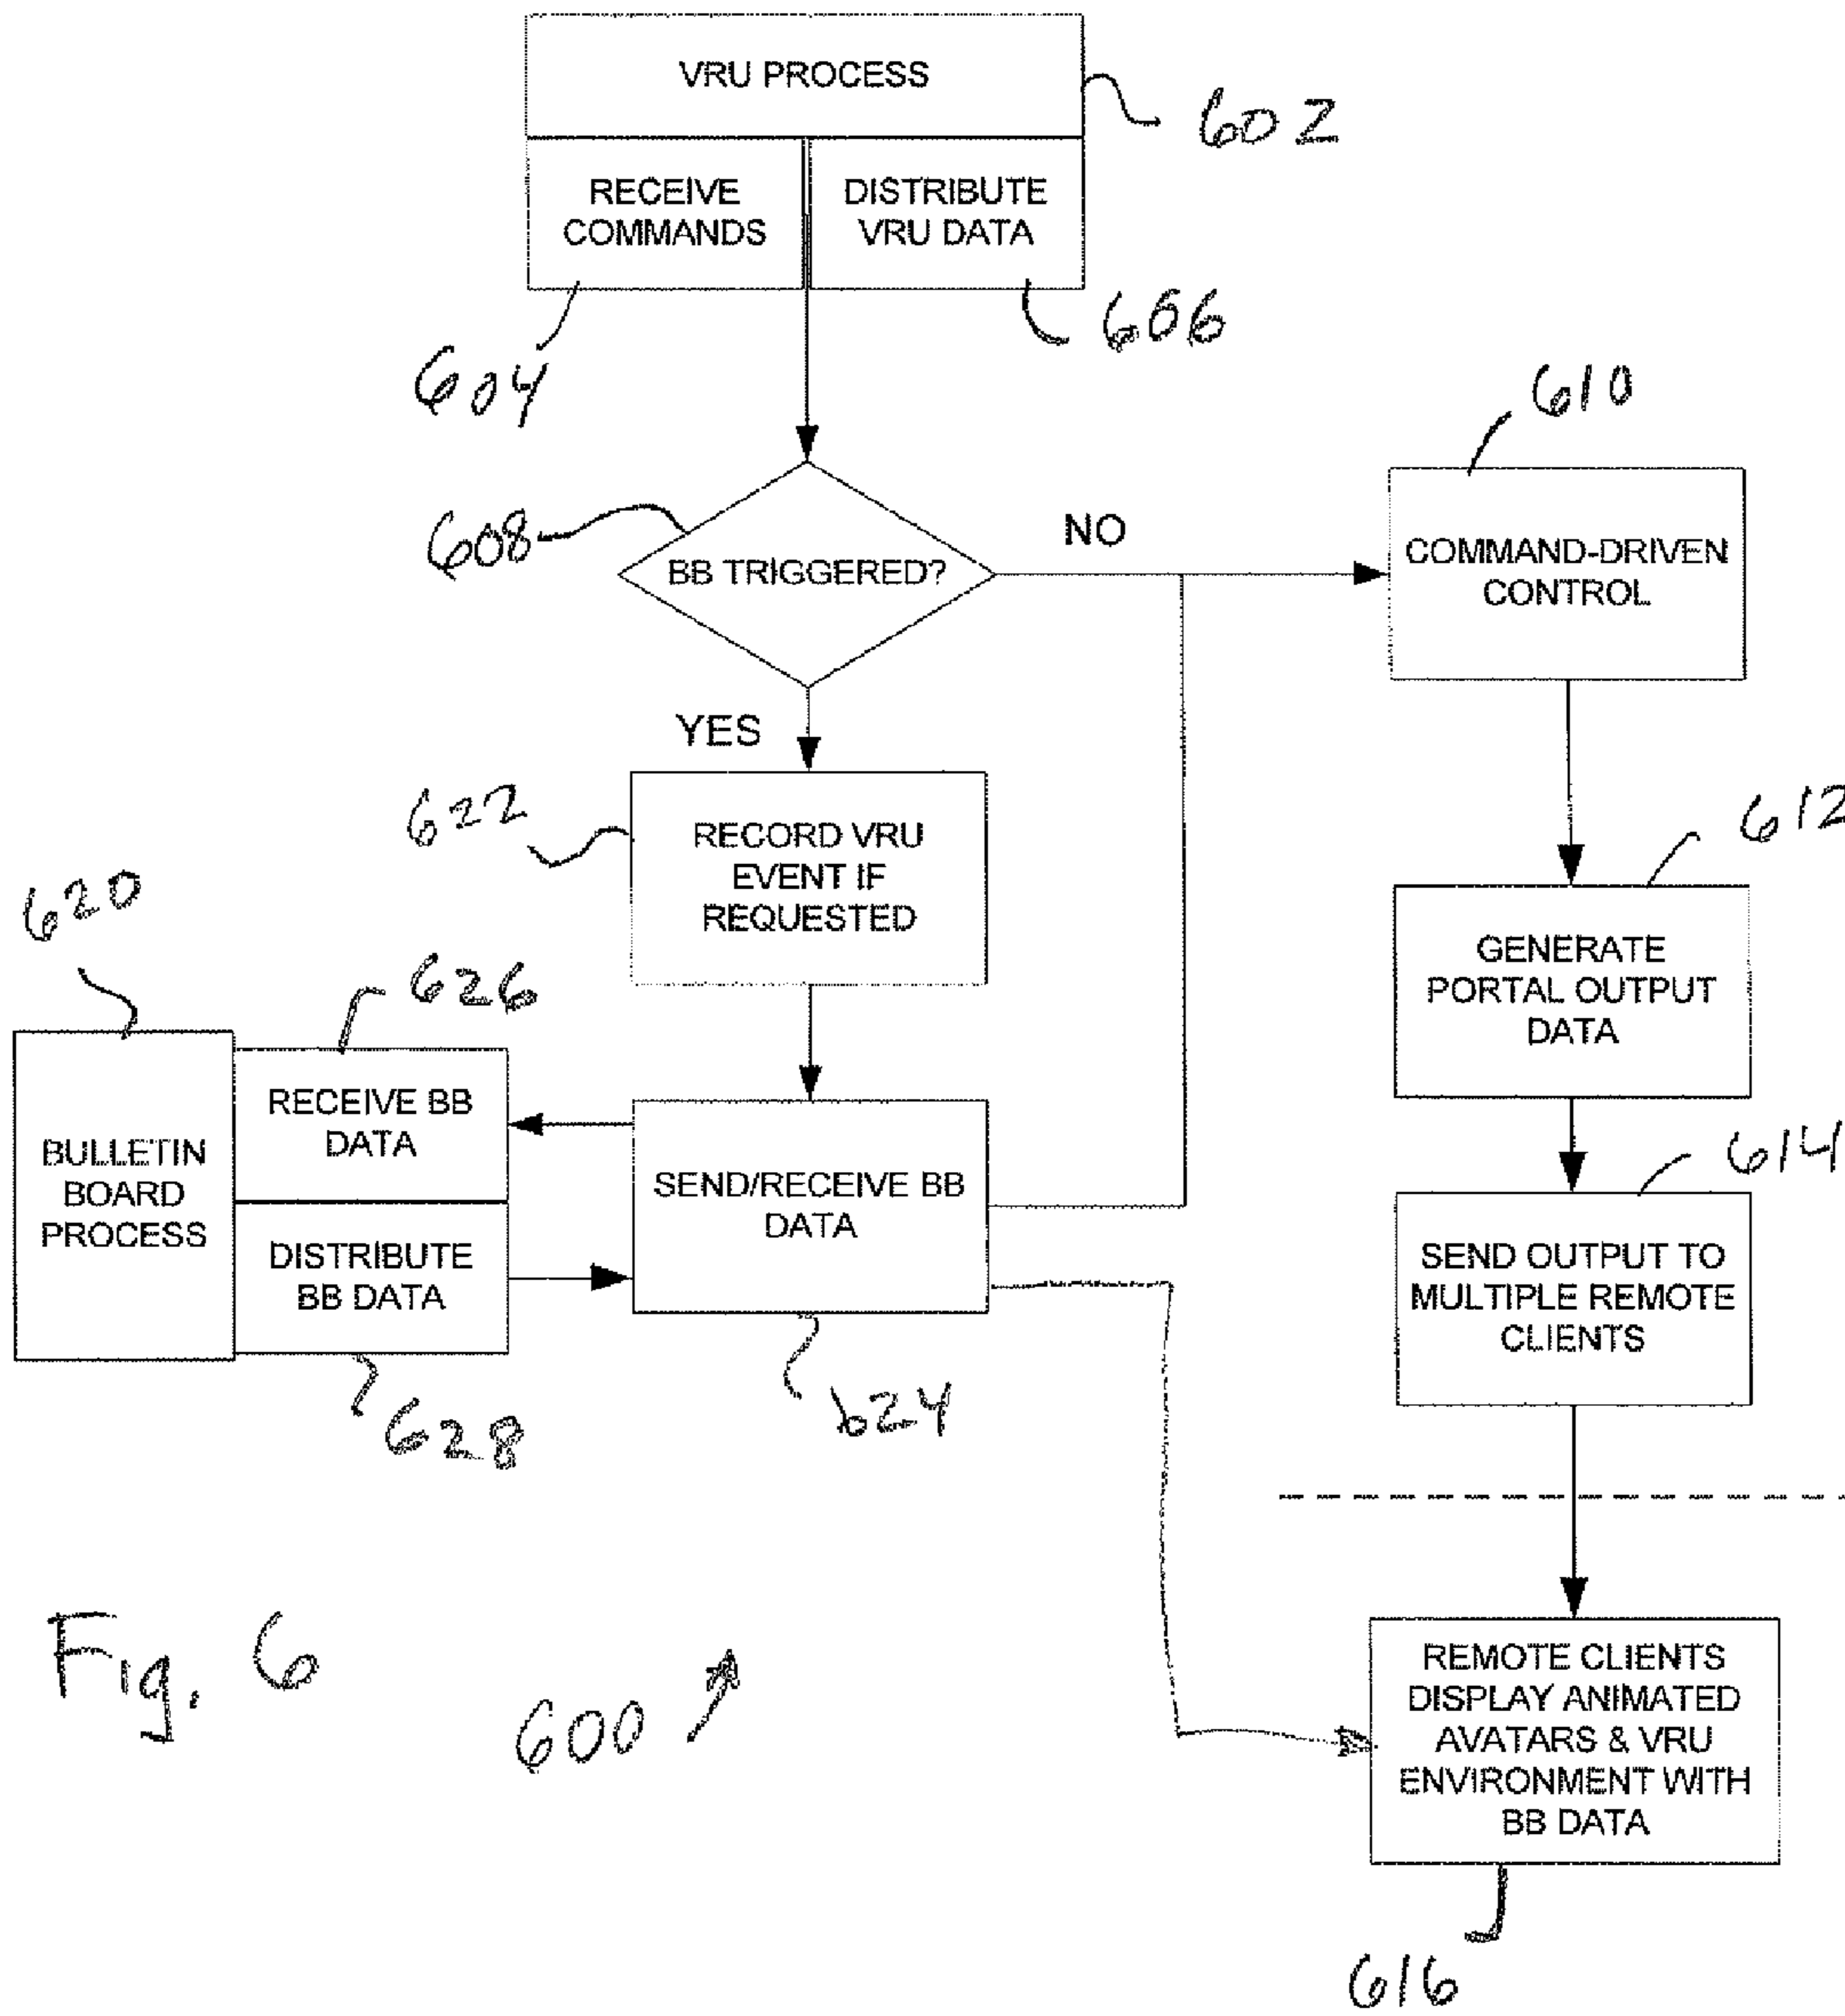 VRU PROCESS
602
RECEIVE
COMMANDS
DISTRIBUTE
VRU DATA
604
606
608
BB TRIGGERED?
NO
610
COMMAND-DRIVEN
CONTROL
YES
622
RECORD VRU
EVENT IF
REQUESTED
612
GENERATE
PORTAL OUTPUT
DATA
620
626
BULLETIN
BOARD
PROCESS
RECEIVE BB
DATA
DISTRIBUTE
BB DATA
628
SEND/RECEIVE BB
DATA
624
614
SEND OUTPUT TO
MULTIPLE REMOTE
CLIENTS
REMOTE CLIENTS
DISPLAY ANIMATED
AVATARS & VRU
ENVIRONMENT WITH
BB DATA
616
Fig. 6
600